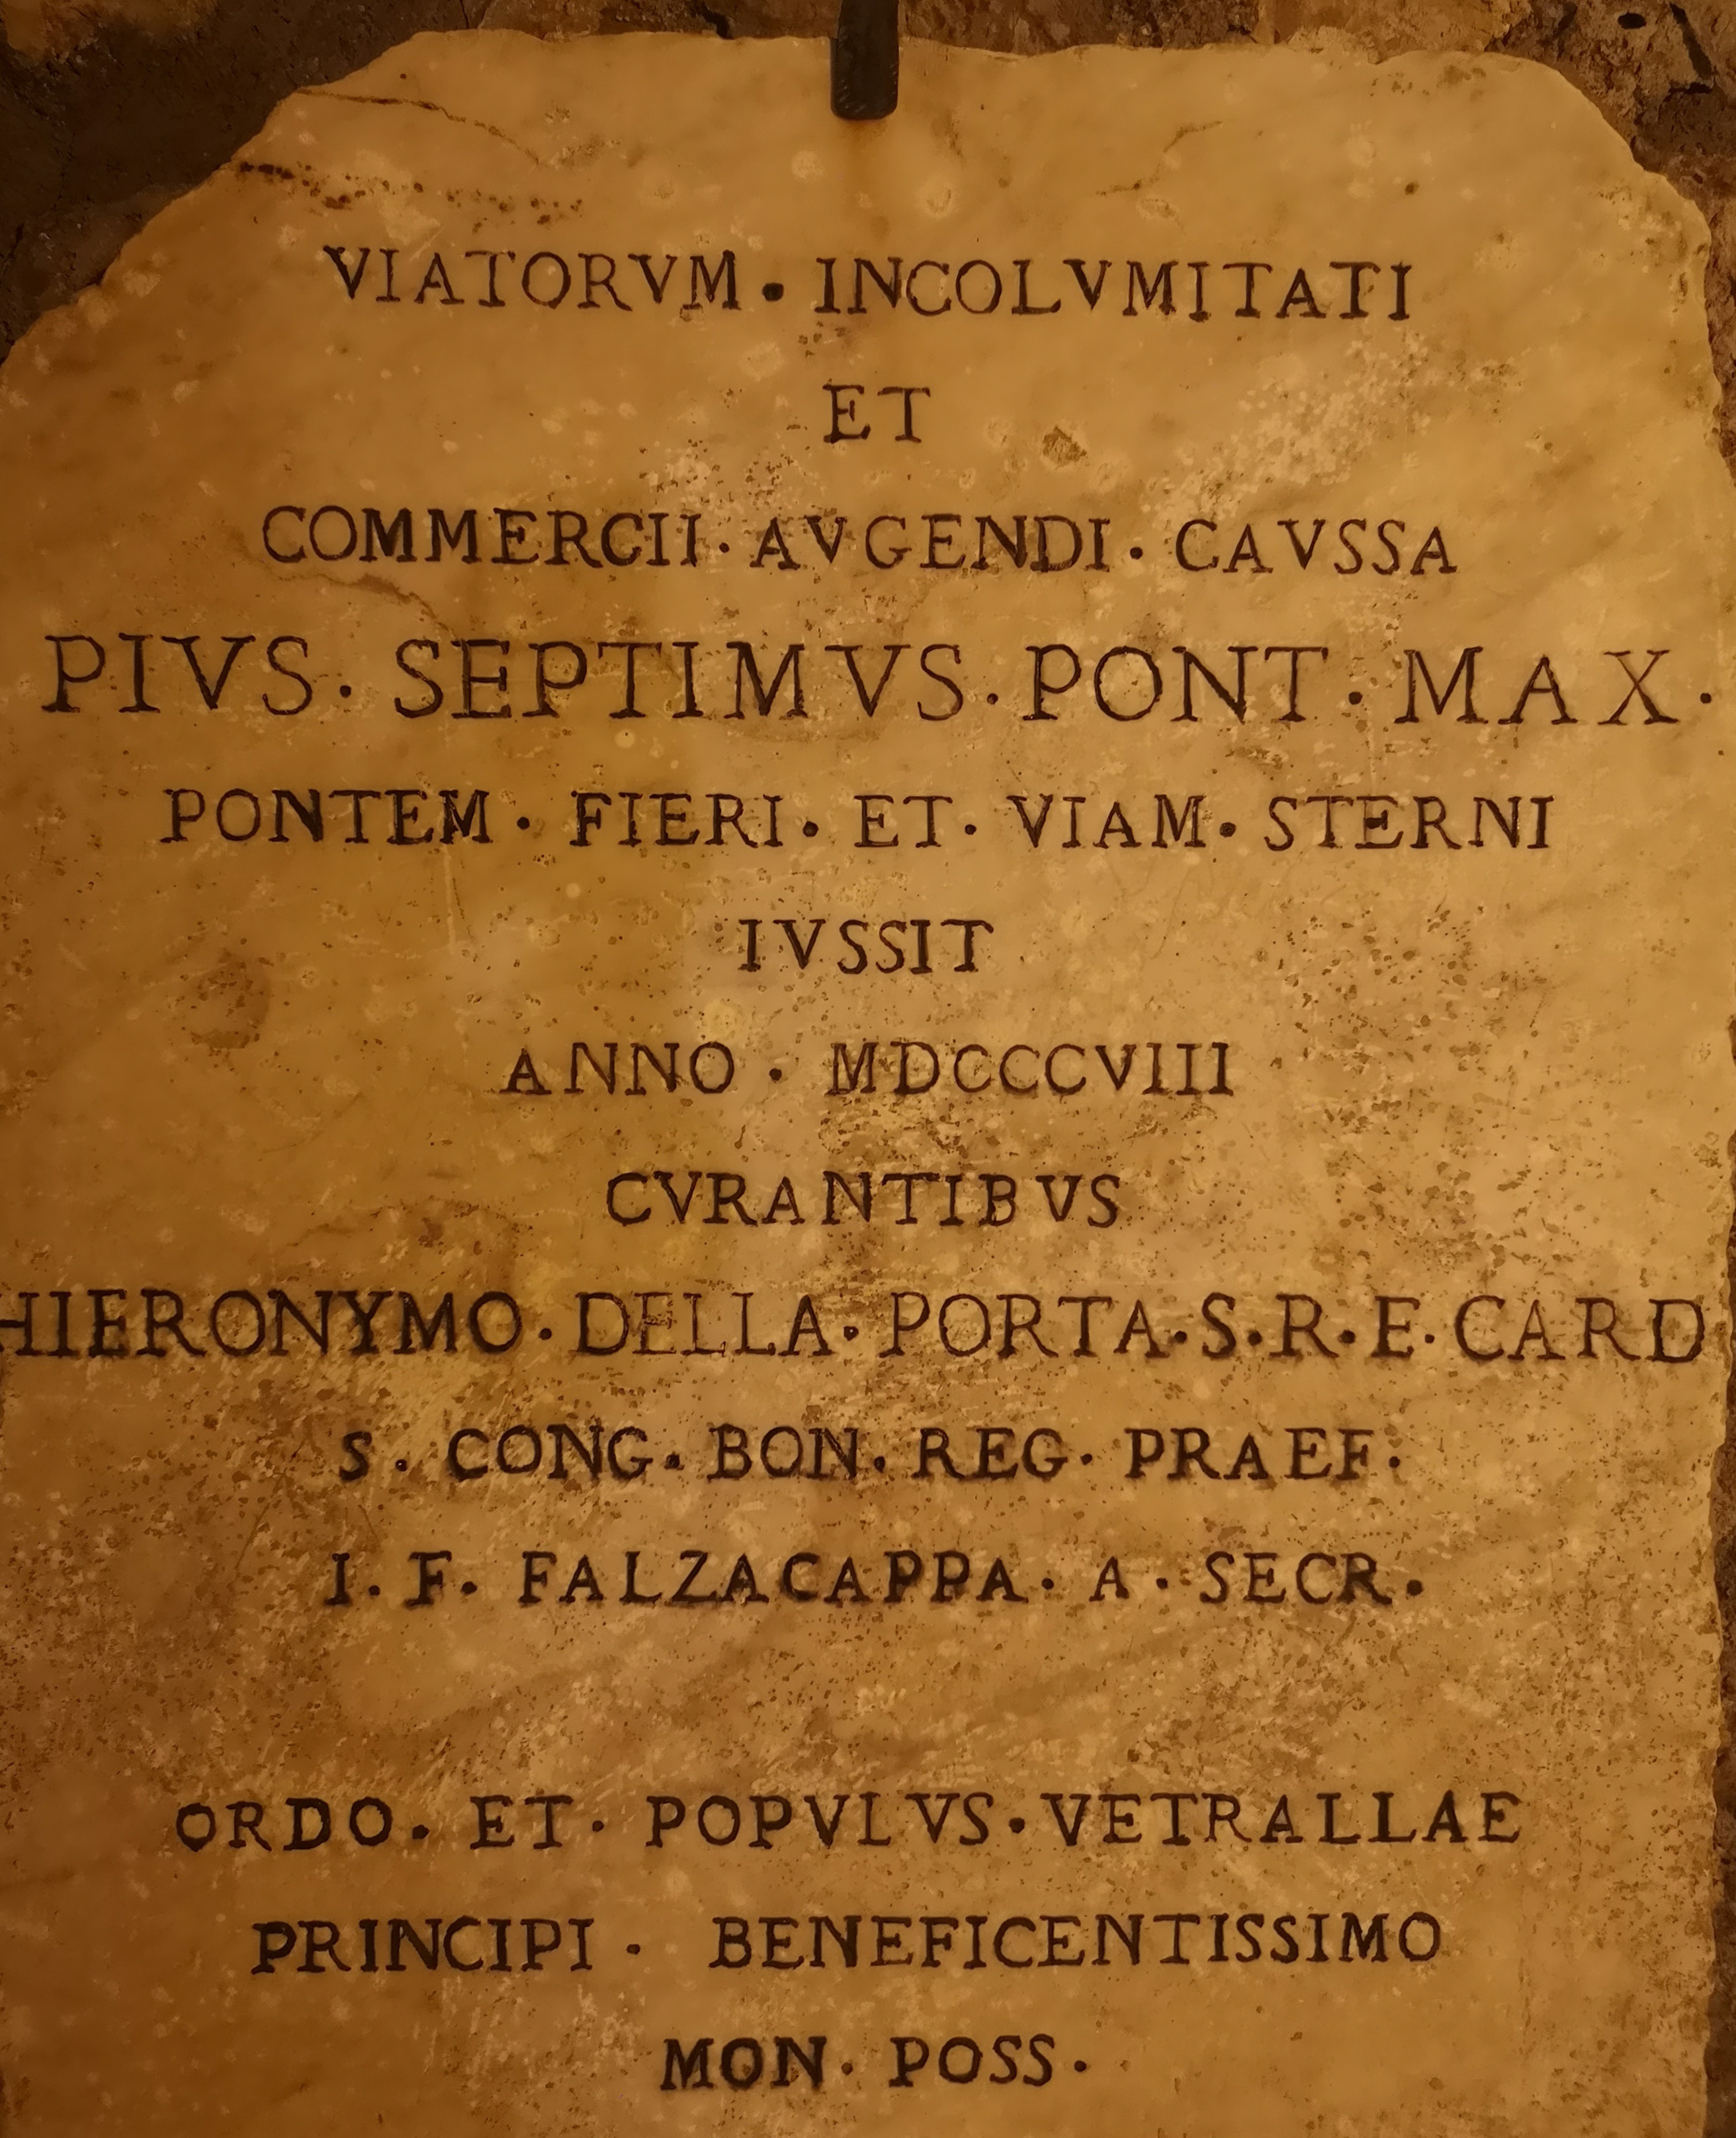 VIATORVM • INCOLVMITATI
ET
COMMERCII · AVGENDI · CAVSSA
PIVS · SEPTIMVS · PONT · MAX ·
PONTEM · FIERI · ET · VIAM · STERNI
IVSSIT
ANNO · MDCCCVIII
CVRANTIBVS
HIERONYMO · DELLA · PORTA · S · R · E · CARD
S · CONG · BON · REG · PRAEF ·
I · F · FALZACAPPA · A · SECR ·
ORDO · ET · POPVLVS · VETRALLAE
PRINCIPI · BENEFICENTISSIMO
MON · POSS ·